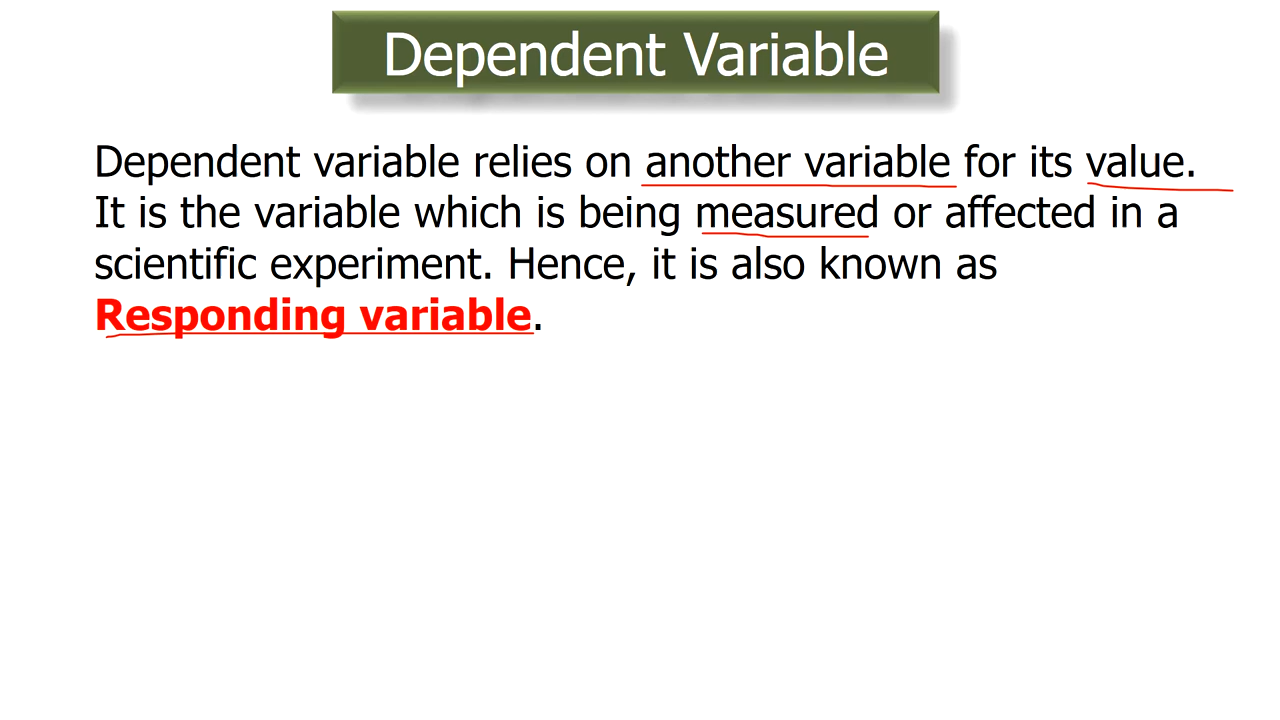 Dependent Variable
Dependent variable relies on another variable for its value.
It is the variable which is being measured or affected in a
scientific experiment. Hence, it is also known as
Responding variable.